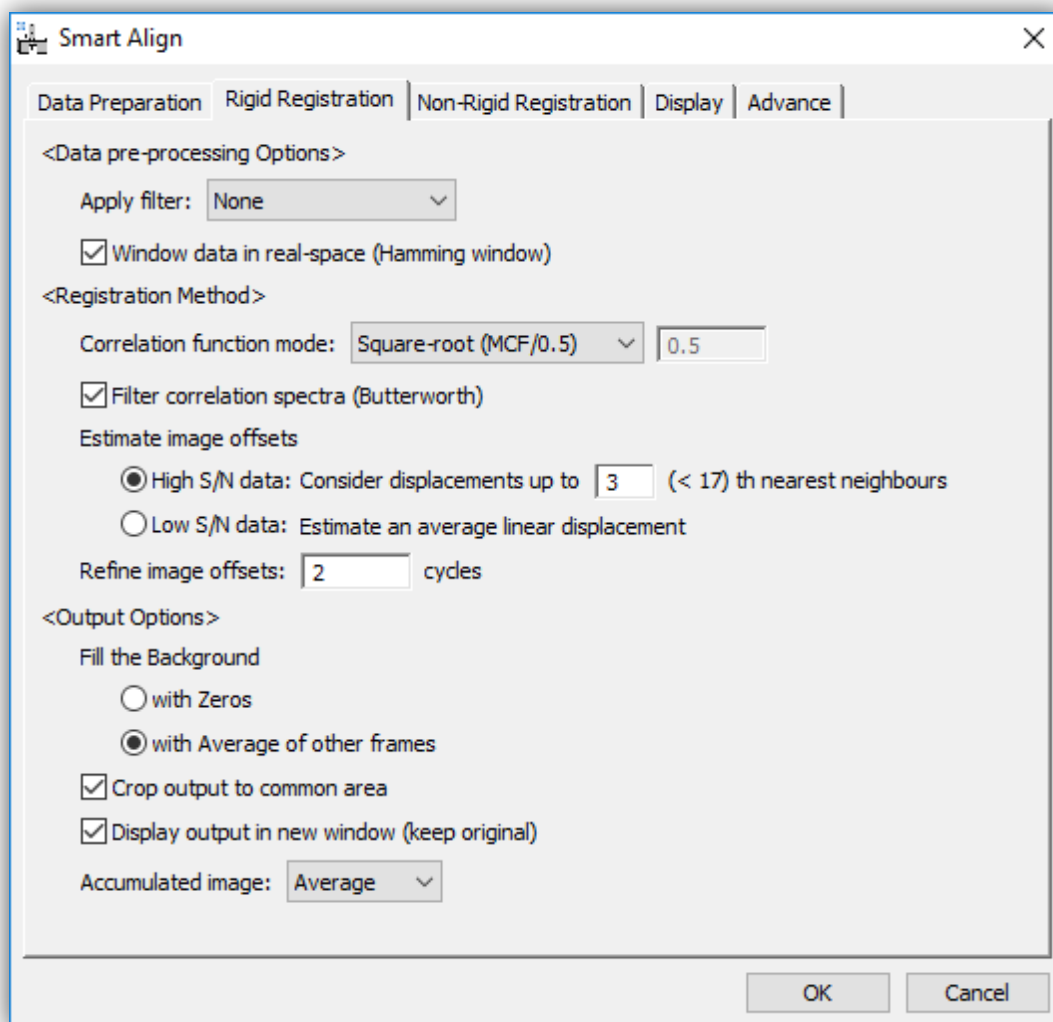 Smart Align
Data Preparation Rigid Registration Non-Rigid Registration Display Advance
<Data pre-processing Options>
Apply filter: None
Window data in real-space (Hamming window)
<Registration Method>
Correlation function mode: Square-root (MCF/0.5) 0.5
Filter correlation spectra (Butterworth)
Estimate image offsets
High S/N data: Consider displacements up to 3 (< 17) th nearest neighbours
Low S/N data: Estimate an average linear displacement
Refine image offsets: 2 cycles
<Output Options>
Fill the Background
with Zeros
with Average of other frames
Crop output to common area
Display output in new window (keep original)
Accumulated image: Average
OK Cancel